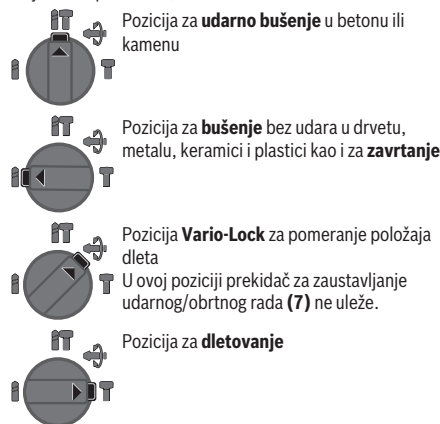 Pozicija za udarno bušenje u betonu ili
kamenu
Pozicija za bušenje bez udara u drvetu,
metalu, keramici i plastici kao i za zavrtanje
Pozicija Vario-Lock za pomeranje položaja
dleta
U ovoj poziciji prekidač za zaustavljanje
udarnog/obrtnog rada (7) ne uleže.
Pozicija za dletovanje